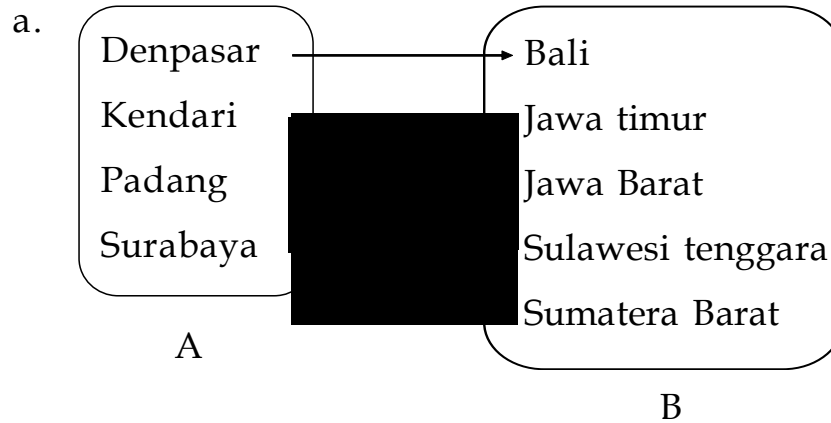 a.
Denpasar
Kendari
Padang
Surabaya
A
Bali
Jawa timur
Jawa Barat
Sulawesi tenggara
Sumatera Barat
B